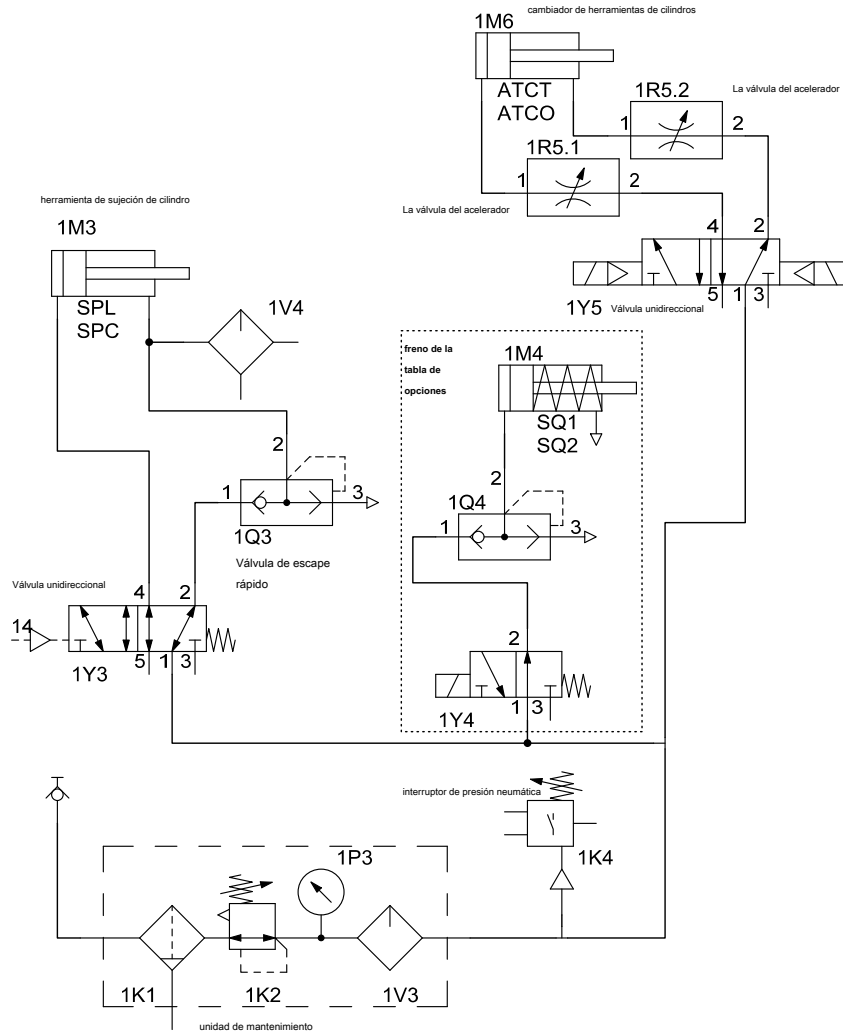 cambiador de herramientas de cilindros
1M6
ATCT
ATCO
La válvula del acelerador
1R5.2
1
2
1R5.1
1
2
La válvula del acelerador
4
2
5
1
3
1Y5
Válvula unidireccional
herramienta de sujeción de cilindro
1M3
SPL
SPC
1V4
2
1
3
1Q3
Válvula de escape
rápido
Válvula unidireccional
4
2
14
5
1
3
1Y3
freno de la
tabla de
opciones
1M4
SQ1
SQ2
2
1Q4
1
3
2
1
3
1Y4
interruptor de presión neumática
1K4
1P3
1K1
1K2
1V3
unidad de mantenimiento